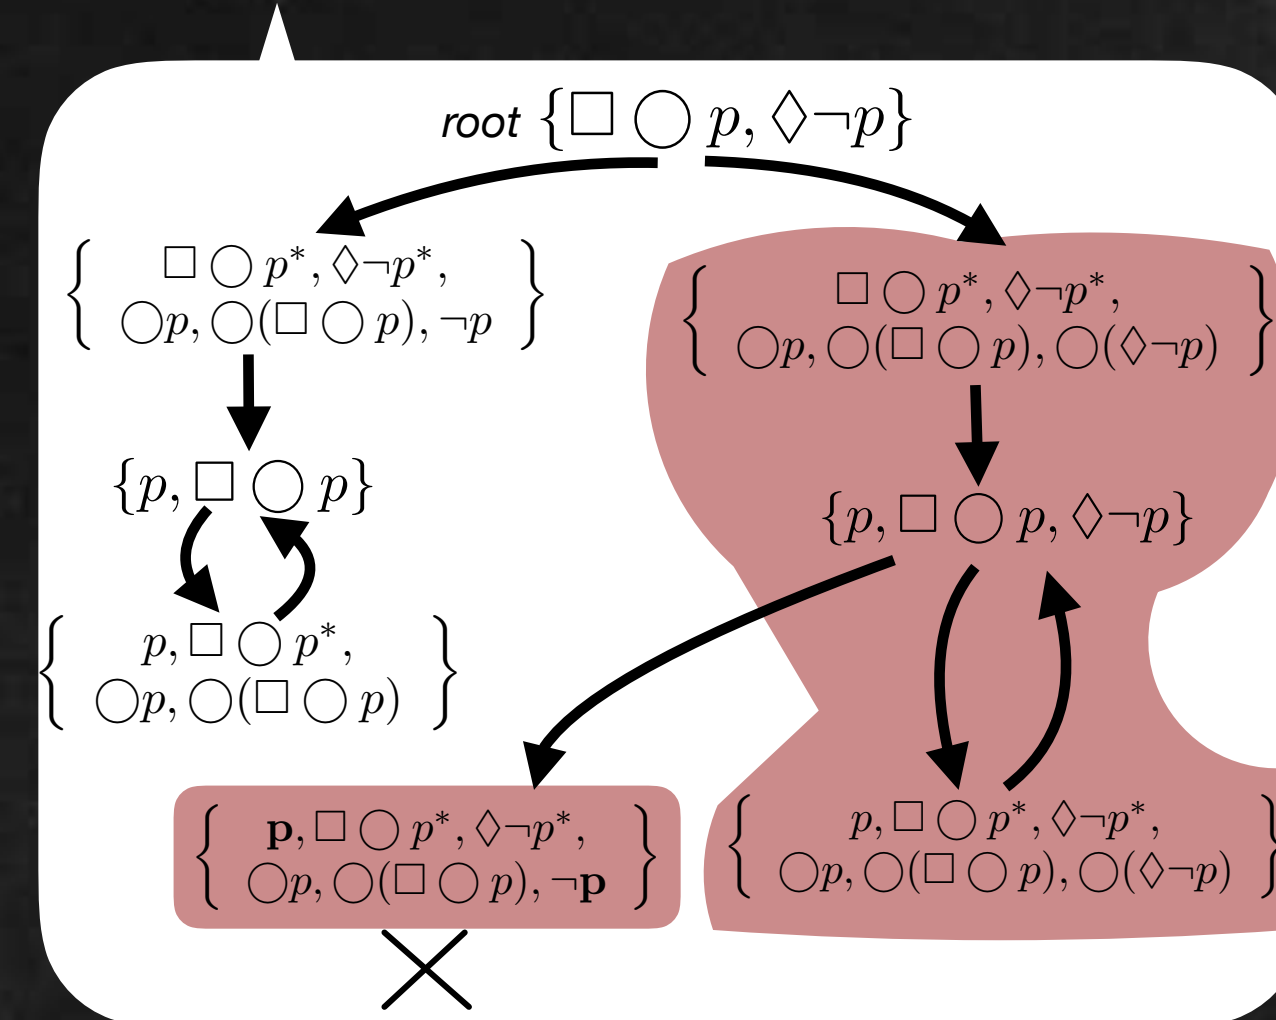 root {□ ◯ p, ◊¬p}
{ □ ◯ p*, ◊¬p*,
◯p, ◯(□ ◯ p), ¬p }
{ □ ◯ p*, ◊¬p*,
◯p, ◯(□ ◯ p), ◯(◊¬p) }
{p, □ ◯ p}
{p, □ ◯ p, ◊¬p}
{ p, □ ◯ p*,
◯p, ◯(□ ◯ p) }
{ p, □ ◯ p*, ◊¬p*,
◯p, ◯(□ ◯ p), ¬p }
{ p, □ ◯ p*, ◊¬p*,
◯p, ◯(□ ◯ p), ◯(◊¬p) }